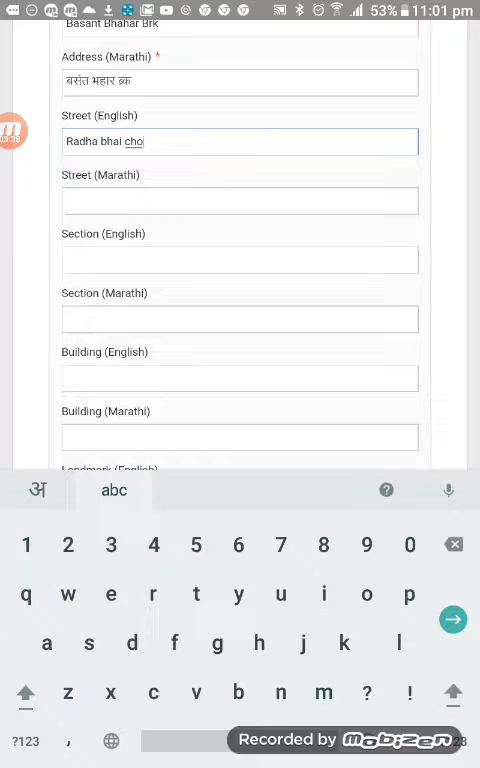 53% 11:01 pm
Basant Bhahar Brk
Address (Marathi) *
बसंत भहार ब्र्क
Street (English)
03:38
Radha bhai cho
Street (Marathi)
Section (English)
Section (Marathi)
Building (English)
Building (Marathi)
Landmark (English)
अ abc
1 2 3 4 5 6 7 8 9 0
q w e r t y u i o p
a s d f g h j k l
z x c v b n m ? !
?123 ,
Recorded by mobizen